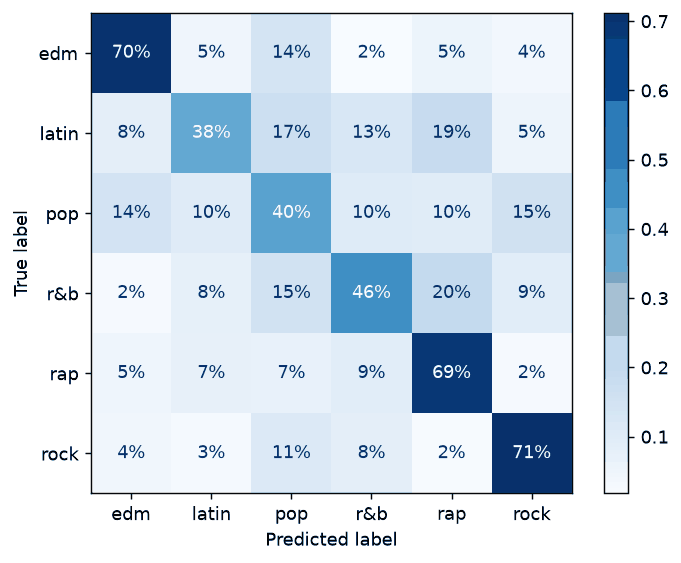 edm 70% 5% 14% 2% 5% 4%
latin 8% 38% 17% 13% 19% 5%
pop 14% 10% 40% 10% 10% 15%
r&b 2% 8% 15% 46% 20% 9%
rap 5% 7% 7% 9% 69% 2%
rock 4% 3% 11% 8% 2% 71%
edm latin pop r&b rap rock
Predicted label
True label
0.7
0.6
0.5
0.4
0.3
0.2
0.1